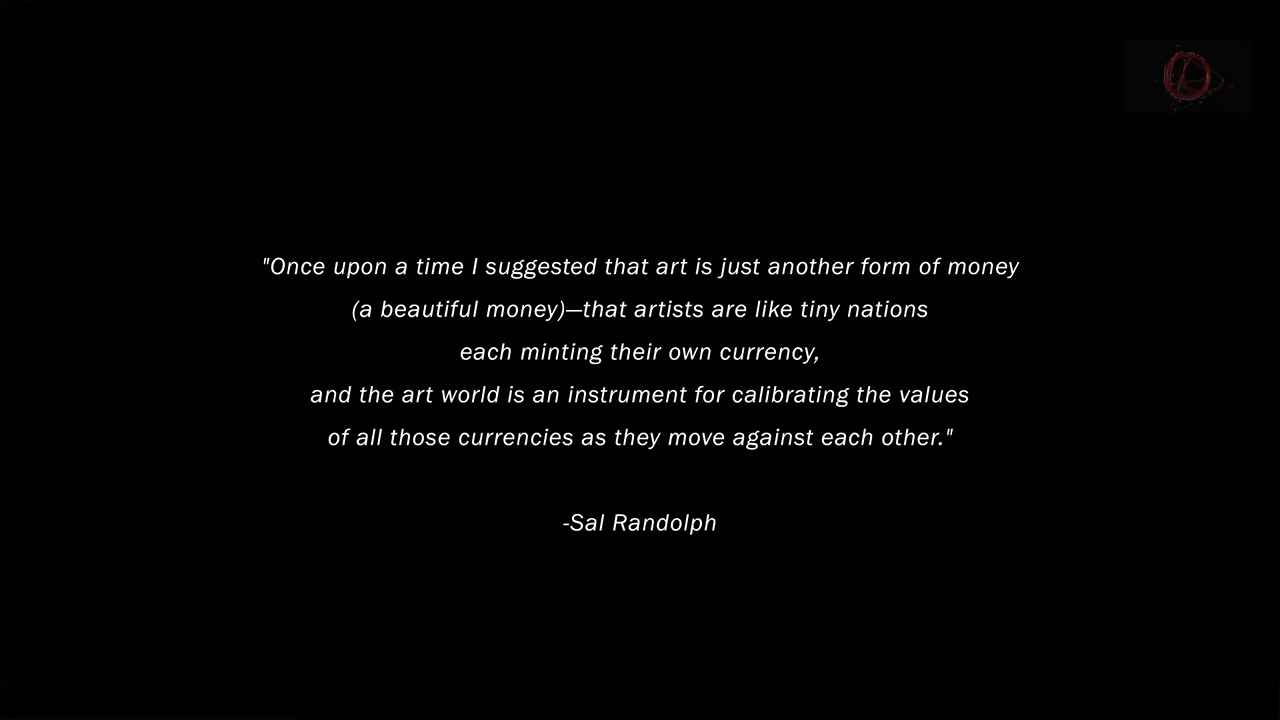 "Once upon a time I suggested that art is just another form of money
(a beautiful money)—that artists are like tiny nations
each minting their own currency,
and the art world is an instrument for calibrating the values
of all those currencies as they move against each other."
-Sal Randolph